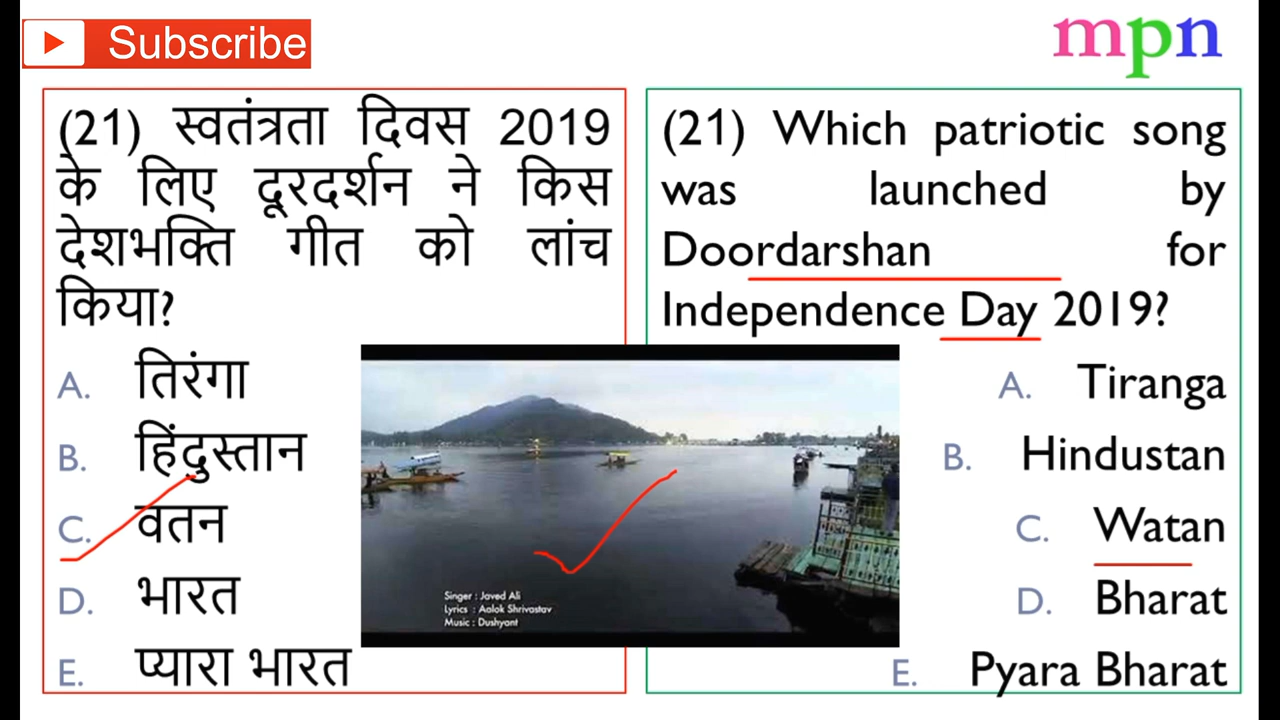 Subscribe
mpn
(21) स्वतंत्रता दिवस 2019
के लिए दूरदर्शन ने किस
देशभक्ति गीत को लांच
किया?
A. तिरंगा
B. हिंदुस्तान
C. वतन
D. भारत
E. प्यारा भारत
(21) Which patriotic song
was launched by
Doordarshan for
Independence Day 2019?
A. Tiranga
B. Hindustan
C. Watan
D. Bharat
E. Pyara Bharat
Singer : Javed Ali
Lyrics : Aalok Shrivastav
Music : Dushyant